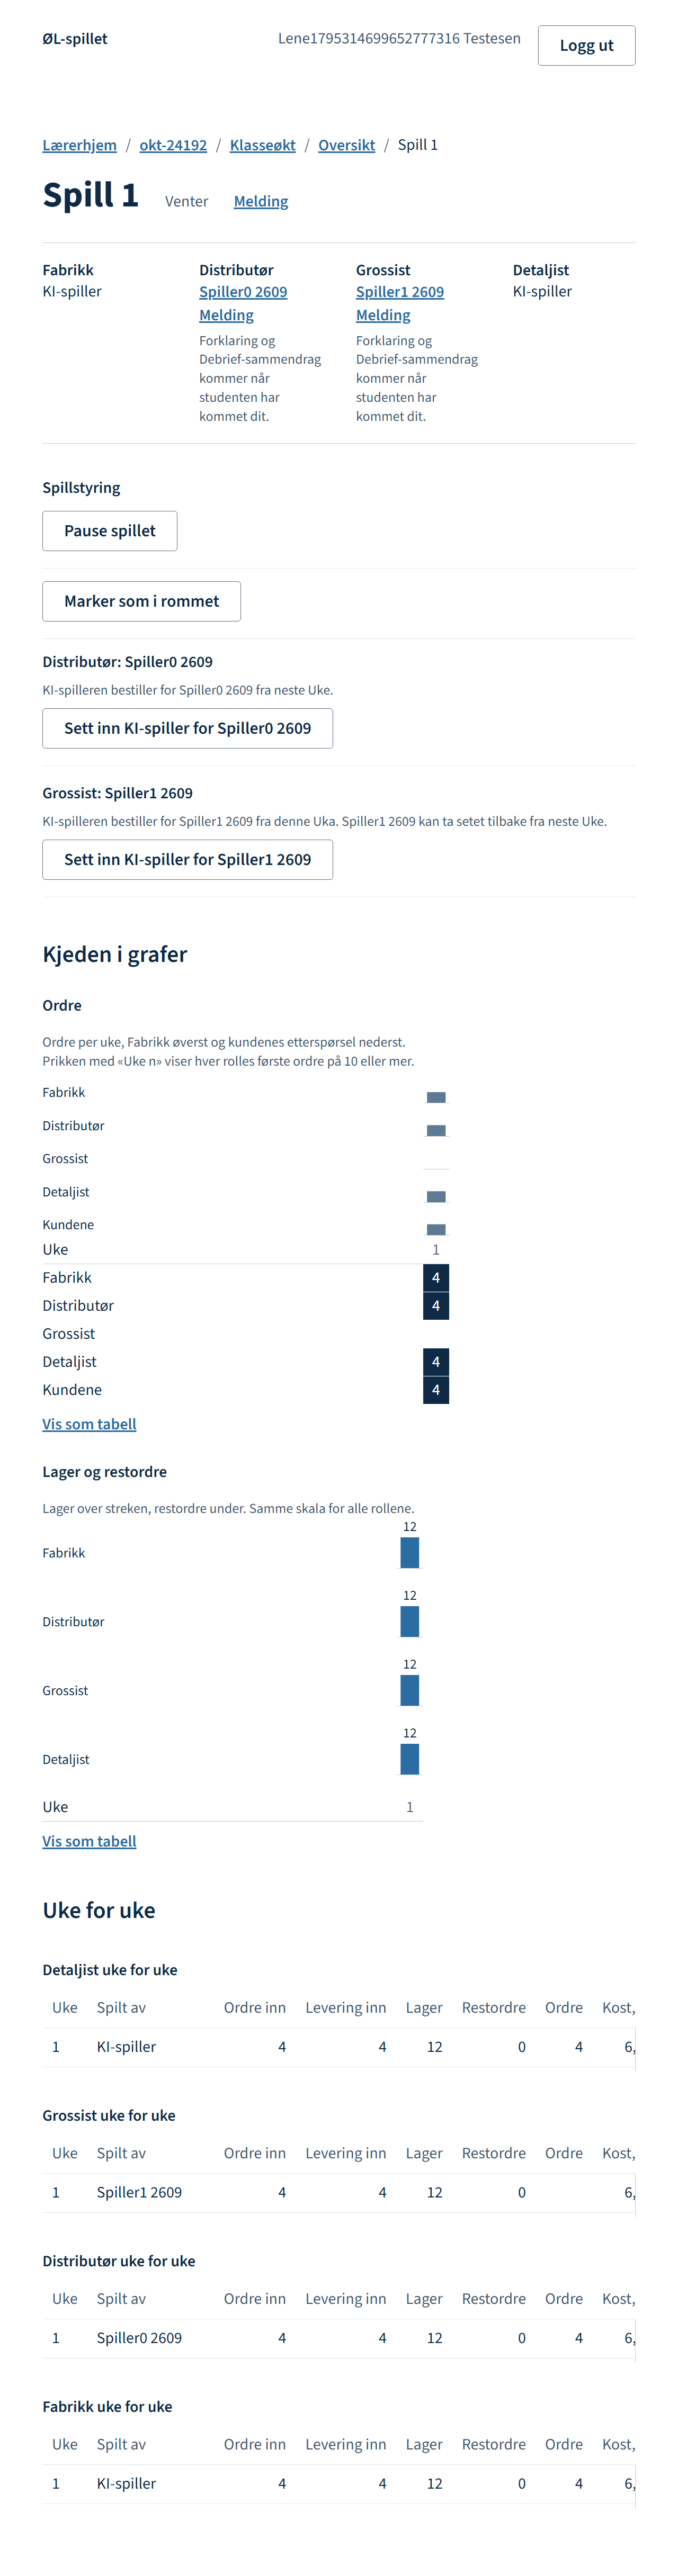 ØL-spillet
Lene1795314699652777316 Testesen
Logg ut
Lærerhjem / okt-24192 / Klasseøkt / Oversikt / Spill 1
Spill 1 Venter Melding
Fabrikk
KI-spiller
Distributør
Spiller0 2609
Melding
Forklaring og
Debrief-sammendrag
kommer når
studenten har
kommet dit.
Grossist
Spiller1 2609
Melding
Forklaring og
Debrief-sammendrag
kommer når
studenten har
kommet dit.
Detaljist
KI-spiller
Spillstyring
Pause spillet
Marker som i rommet
Distributør: Spiller0 2609
KI-spilleren bestiller for Spiller0 2609 fra neste Uke.
Sett inn KI-spiller for Spiller0 2609
Grossist: Spiller1 2609
KI-spilleren bestiller for Spiller1 2609 fra denne Uka. Spiller1 2609 kan ta setet tilbake fra neste Uke.
Sett inn KI-spiller for Spiller1 2609
Kjeden i grafer
Ordre
Ordre per uke, Fabrikk øverst og kundenes etterspørsel nederst.
Prikken med «Uke n» viser hver rolles første ordre på 10 eller mer.
Fabrikk
Distributør
Grossist
Detaljist
Kundene
Uke 1
Fabrikk 4
Distributør 4
Grossist
Detaljist 4
Kundene 4
Vis som tabell
Lager og restordre
Lager over streken, restordre under. Samme skala for alle rollene.
12
Fabrikk
12
Distributør
12
Grossist
12
Detaljist
Uke 1
Vis som tabell
Uke for uke
Detaljist uke for uke
Uke Spilt av Ordre inn Levering inn Lager Restordre Ordre Kost,
1 KI-spiller 4 4 12 0 4 6,
Grossist uke for uke
Uke Spilt av Ordre inn Levering inn Lager Restordre Ordre Kost,
1 Spiller1 2609 4 4 12 0 6,
Distributør uke for uke
Uke Spilt av Ordre inn Levering inn Lager Restordre Ordre Kost,
1 Spiller0 2609 4 4 12 0 4 6,
Fabrikk uke for uke
Uke Spilt av Ordre inn Levering inn Lager Restordre Ordre Kost,
1 KI-spiller 4 4 12 0 4 6,